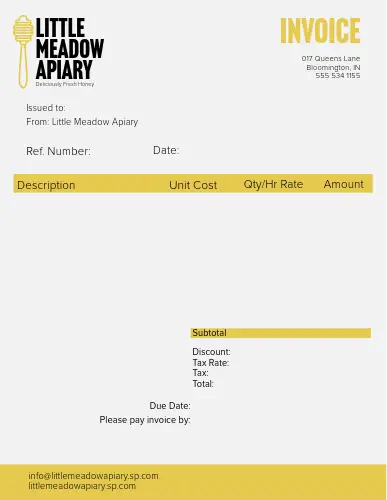 LITTLE
MEADOW
APIARY
Deliciously Fresh Honey
INVOICE
017 Queens Lane
Bloomington, IN
555 534 1155
Issued to:
From: Little Meadow Apiary
Ref. Number: Date:
Description Unit Cost Qty/Hr Rate Amount
Subtotal
Discount:
Tax Rate:
Tax:
Total:
Due Date:
Please pay invoice by:
info@littlemeadowapiary.sp.com
littlemeadowapiary.sp.com